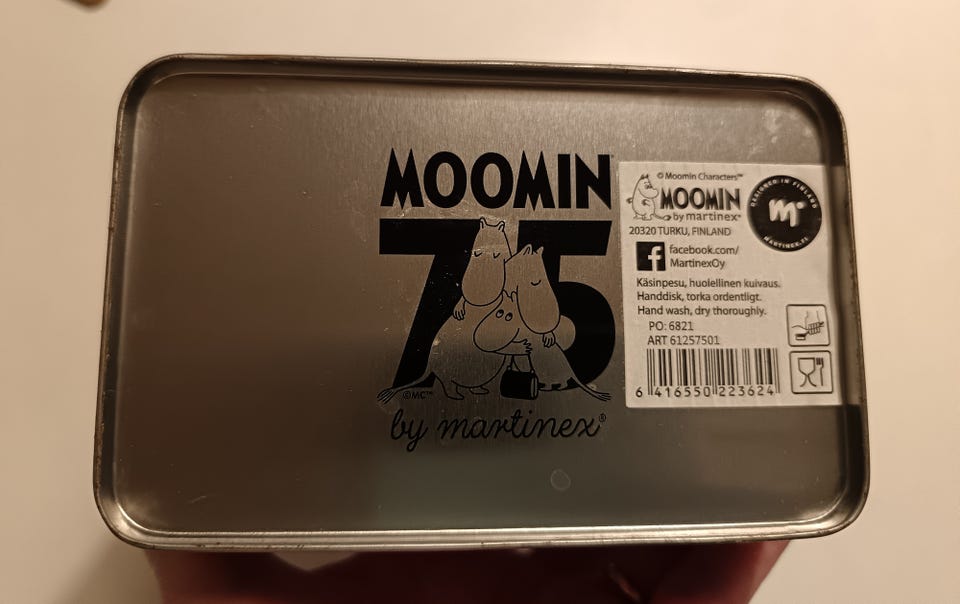 MOOMIN
75
©MC™
by martinex®
© Moomin Characters™
MOOMIN
by martinex®
20320 TURKU, FINLAND
DESIGNED IN FINLAND
m
MARTINEX.FI
f
facebook.com/
MartinexOy
Käsinpesu, huolellinen kuivaus.
Handdisk, torka ordentligt.
Hand wash, dry thoroughly.
PO: 6821
ART 61257501
6 416550 223624